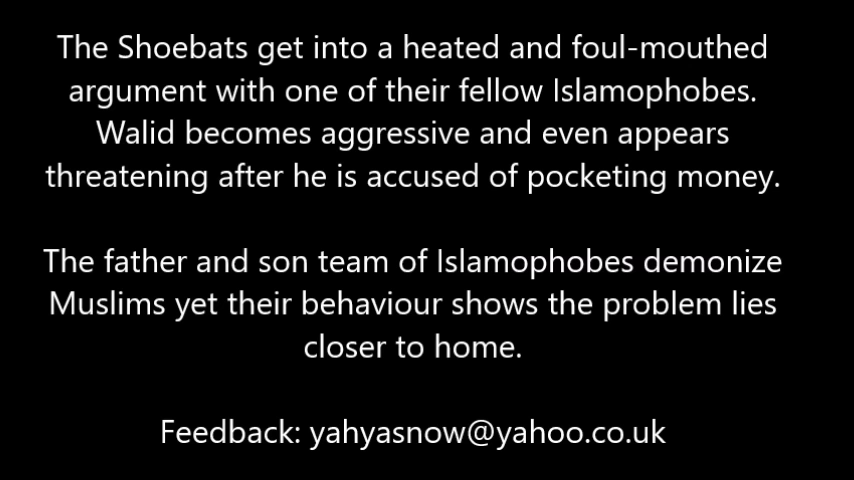 The Shoebats get into a heated and foul-mouthed
argument with one of their fellow Islamophobes.
Walid becomes aggressive and even appears
threatening after he is accused of pocketing money.
The father and son team of Islamophobes demonize
Muslims yet their behaviour shows the problem lies
closer to home.
Feedback: yahyasnow@yahoo.co.uk